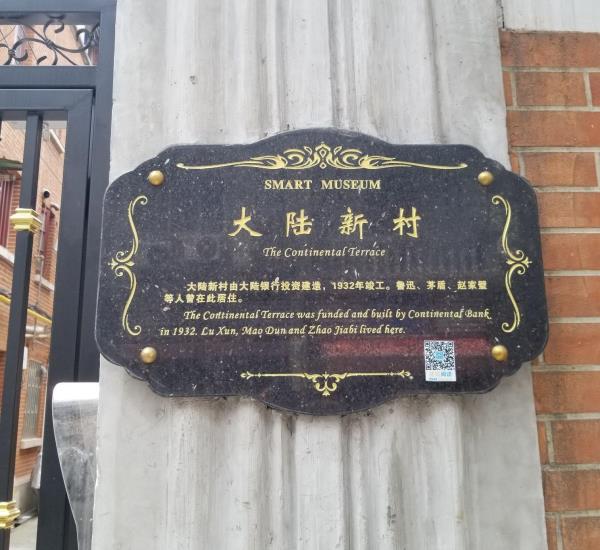 SMART MUSEUM
大陆新村
The Continental Terrace
大陆新村由大陆银行投资建造，1932年竣工。鲁迅、茅盾、赵家璧
等人曾在此居住。
The Continental Terrace was funded and built by Continental Bank
in 1932. Lu Xun, Mao Dun and Zhao Jiabi lived here.